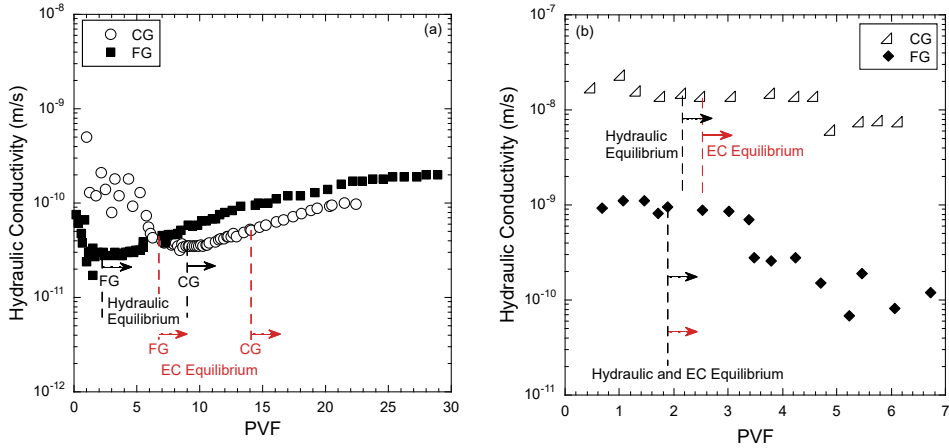 10⁻⁸
10⁻⁹
10⁻¹⁰
10⁻¹¹
10⁻¹²
Hydraulic Conductivity (m/s)
CG
FG
(a)
FG
CG
Hydraulic
Equilibrium
FG
CG
EC Equilibrium
0 5 10 15 20 25 30
PVF
10⁻⁷
10⁻⁸
10⁻⁹
10⁻¹⁰
10⁻¹¹
Hydraulic Conductivity (m/s)
(b)
CG
FG
Hydraulic
Equilibrium
EC Equilibrium
Hydraulic and EC Equilibrium
0 1 2 3 4 5 6 7
PVF